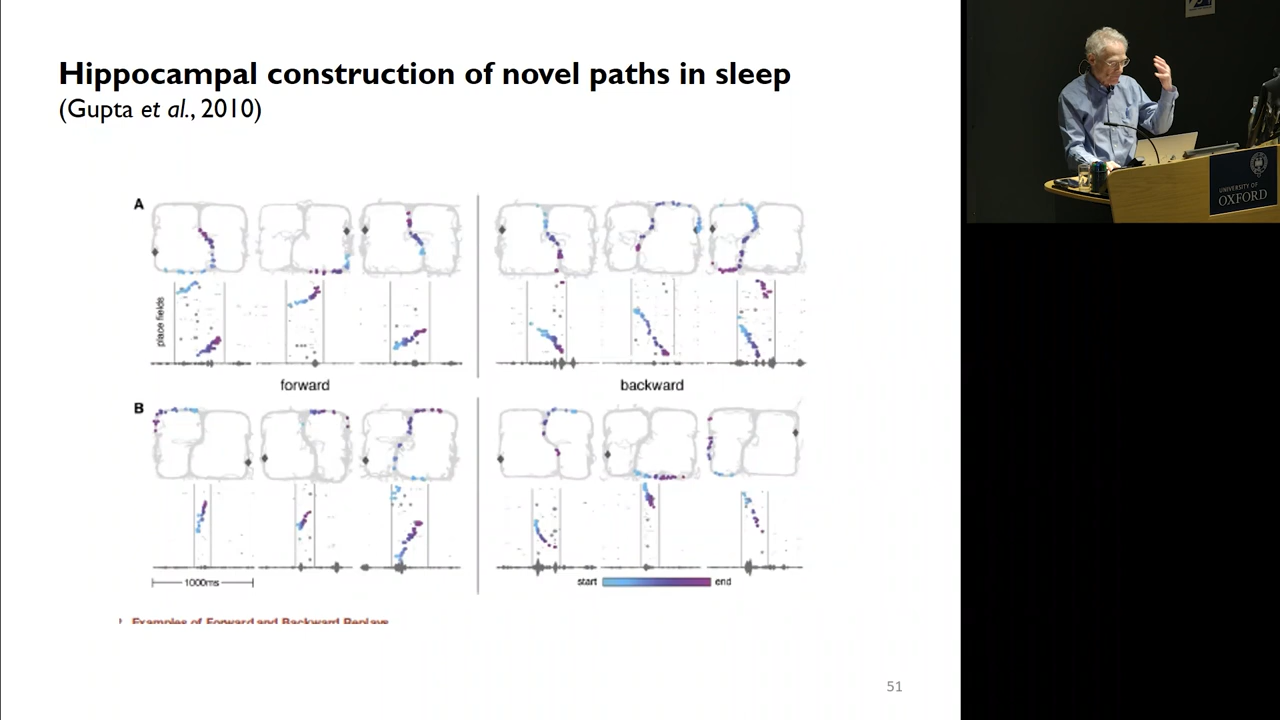 Hippocampal construction of novel paths in sleep
(Gupta et al., 2010)
A
place fields
forward
backward
B
1000ms
start
end
Examples of Forward and Backward Replays
51
UNIVERSITY OF
OXFORD